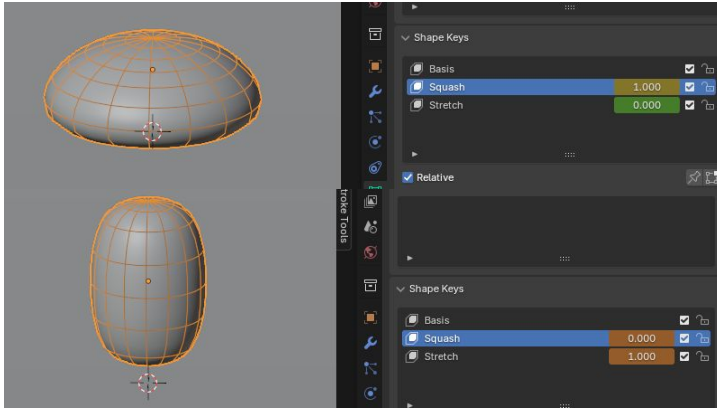 Shape Keys
Basis
Squash 1.000
Stretch 0.000
Relative
troke Tools
Shape Keys
Basis
Squash 0.000
Stretch 1.000